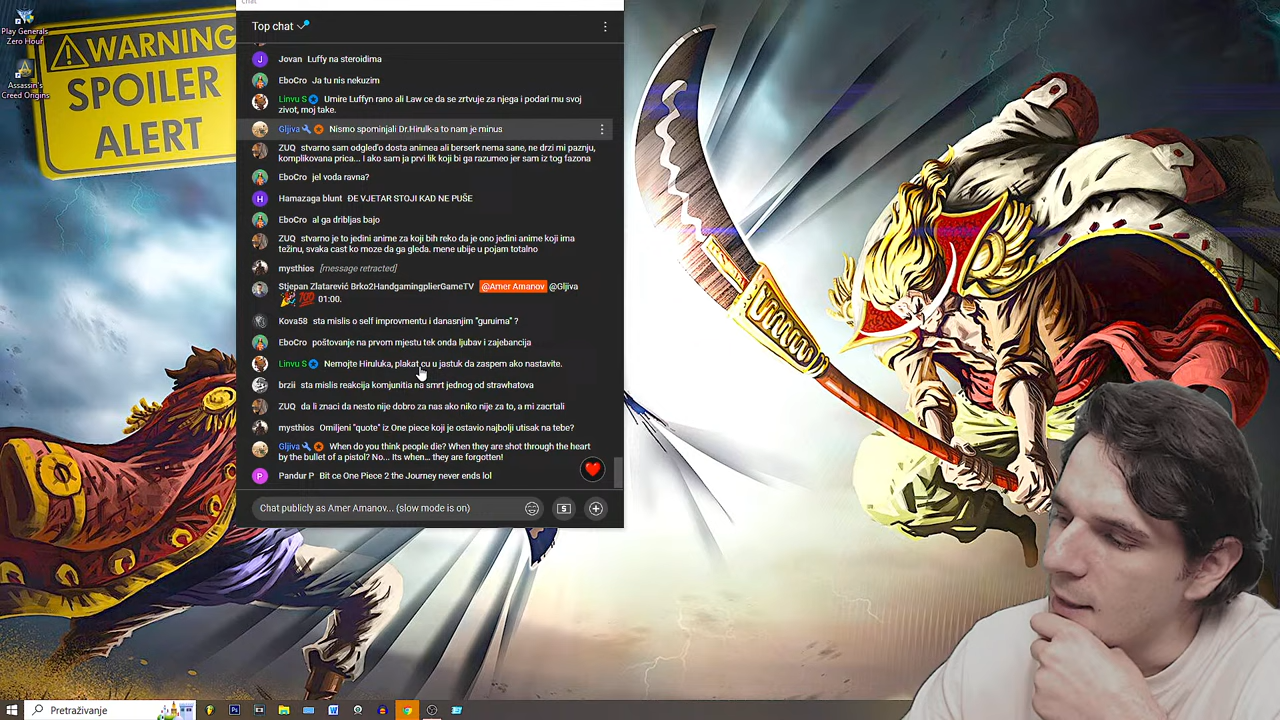 Play Generals
Zero Hour
Assassin's
Creed Origins
WARNING
SPOILER
ALERT
Chat
Top chat
J Jovan Luffy na steroidima
EboCro Ja tu nis nekuzim
Linvu S Umire Luffyn rano ali Law ce da se zrtvuje za njega i podari mu svoj
zivot, moj take.
Gljiva Nismo spominjali Dr.Hirulk-a to nam je minus
ZUQ stvarno sam odgleďo dosta animea ali berserk nema sane, ne drzi mi paznju,
komplikovana prica... I ako sam ja prvi lik koji bi ga razumeo jer sam iz tog fazona
EboCro jel voda ravna?
H Hamazaga blunt ĐE VJETAR STOJI KAD NE PUŠE
EboCro al ga dribljas bajo
ZUQ stvarno je to jedini anime za koji bih reko da je ono jedini anime koji ima
težinu, svaka cast ko moze da ga gleda. mene ubije u pojam totalno
mysthios [message retracted]
Stjepan Zlatarević Brko2HandgamingplierGameTV @Amer Amanov @Gljiva
🎉💯 01:00.
Kova58 sta mislis o self improvmentu i danasnjim "guruima" ?
EboCro poštovanje na prvom mjestu tek onda ljubav i zajebancija
Linvu S Nemojte Hiruluka, plakat cu u jastuk da zaspem ako nastavite.
brzii sta mislis reakcija komjunitia na smrt jednog od strawhatova
ZUQ da li znaci da nesto nije dobro za nas ako niko nije za to, a mi zacrtali
mysthios Omiljeni "quote" iz One piece koji je ostavio najbolji utisak na tebe?
Gljiva When do you think people die? When they are shot through the heart
by the bullet of a pistol? No... Its when... they are forgotten!
P Pandur P Bit ce One Piece 2 the Journey never ends lol
Chat publicly as Amer Amanov... (slow mode is on)
Pretraživanje